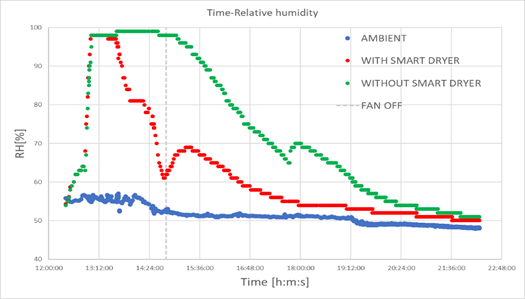 Time-Relative humidity
100
90
80
70
60
50
40
RH[%]
AMBIENT
WITH SMART DRYER
WITHOUT SMART DRYER
FAN OFF
12:00:00 13:12:00 14:24:00 15:36:00 16:48:00 18:00:00 19:12:00 20:24:00 21:36:00 22:48:00
Time [h:m:s]